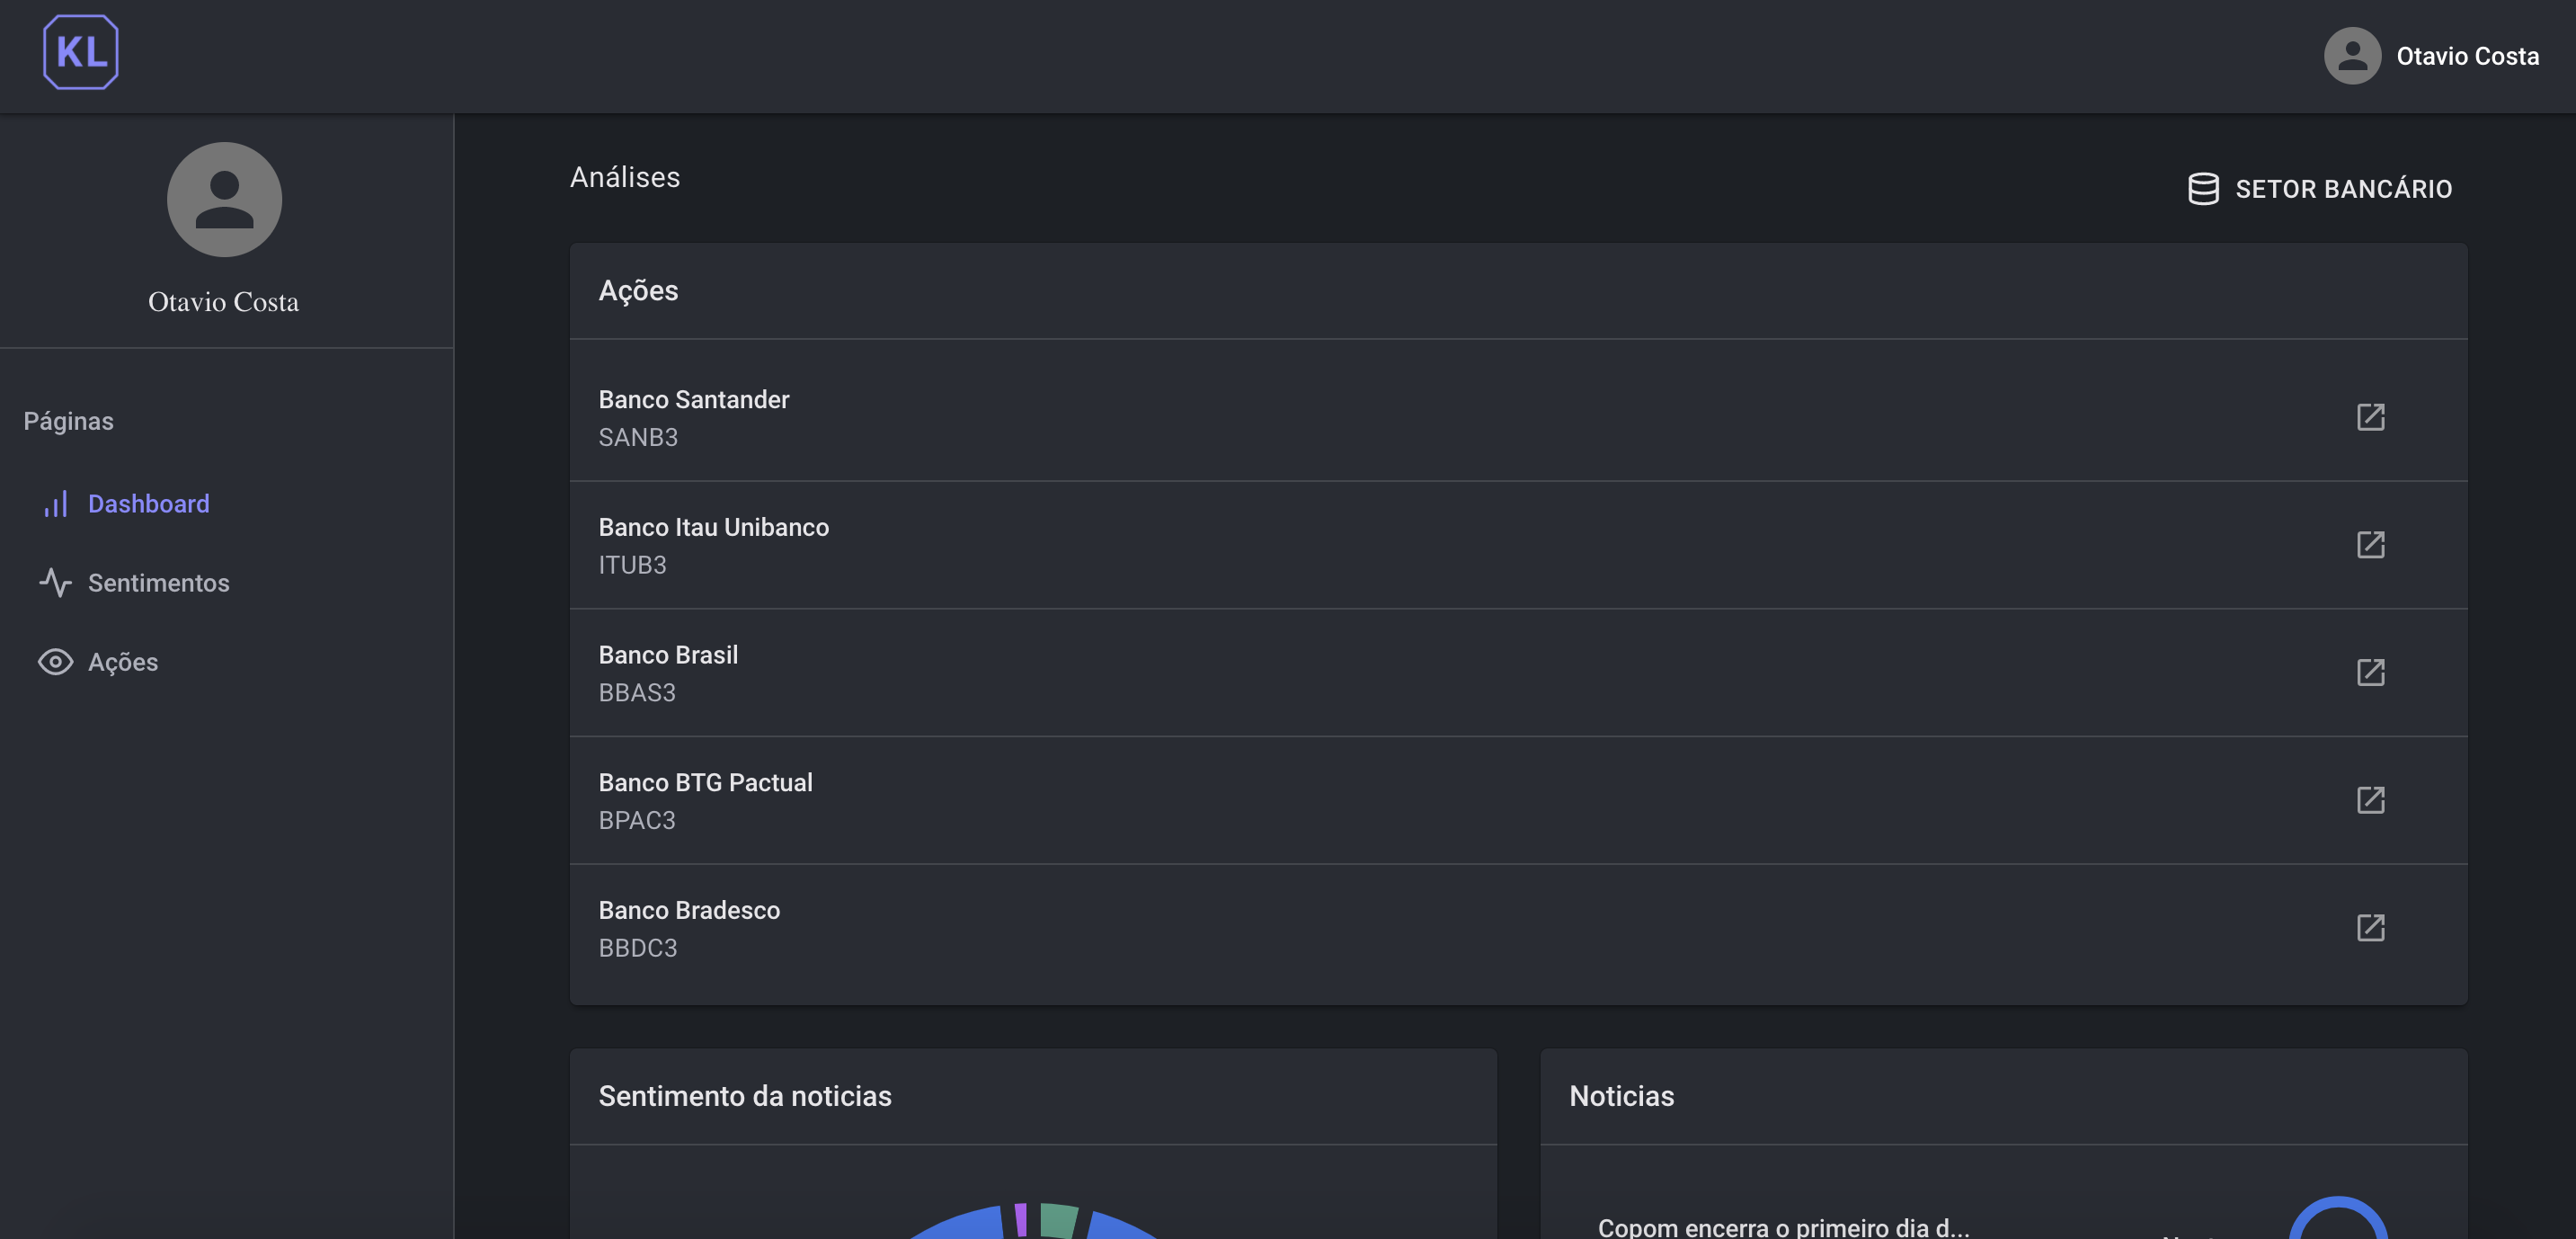 KL
Otavio Costa
Otavio Costa
Páginas
Dashboard
Sentimentos
Ações
Análises
SETOR BANCÁRIO
Ações
Banco Santander
SANB3
Banco Itau Unibanco
ITUB3
Banco Brasil
BBAS3
Banco BTG Pactual
BPAC3
Banco Bradesco
BBDC3
Sentimento da noticias
Noticias
Copom encerra o primeiro dia d...